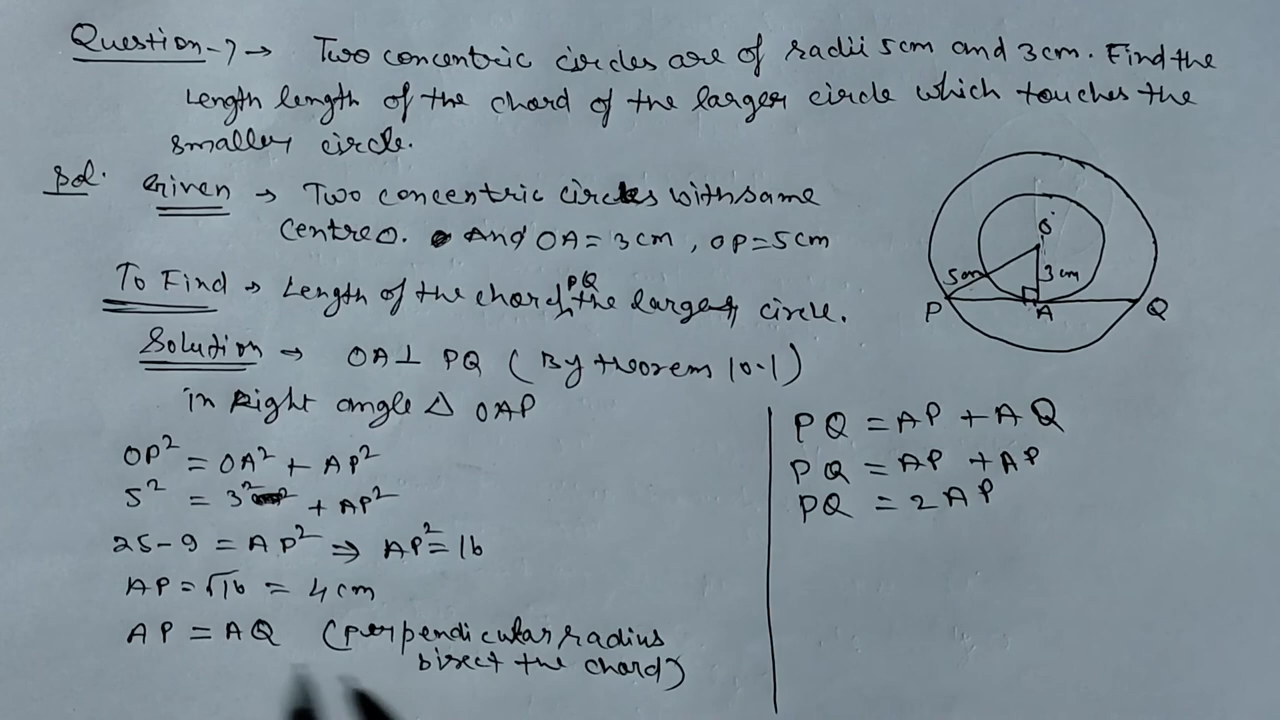 Question-7 → Two concentric circles are of radii 5cm and 3cm. Find the
Length length of the chord of the larger circle which touches the
smaller circle.
Sol. Given → Two concentric circles with same
Centre O. And OA = 3cm, OP = 5cm
To Find → Length of the chord PQ the larger circle.
Solution → OA ⊥ PQ (By theorem 10.1)
in Right angle △ OAP
OP² = OA² + AP²
5² = 3² + AP²
25-9 = AP² ⇒ AP² = 16
AP = √16 = 4cm
AP = AQ (perpendicular radius
bisect the chord)
O
5cm
3cm
P
A
Q
PQ = AP + AQ
PQ = AP + AP
PQ = 2AP